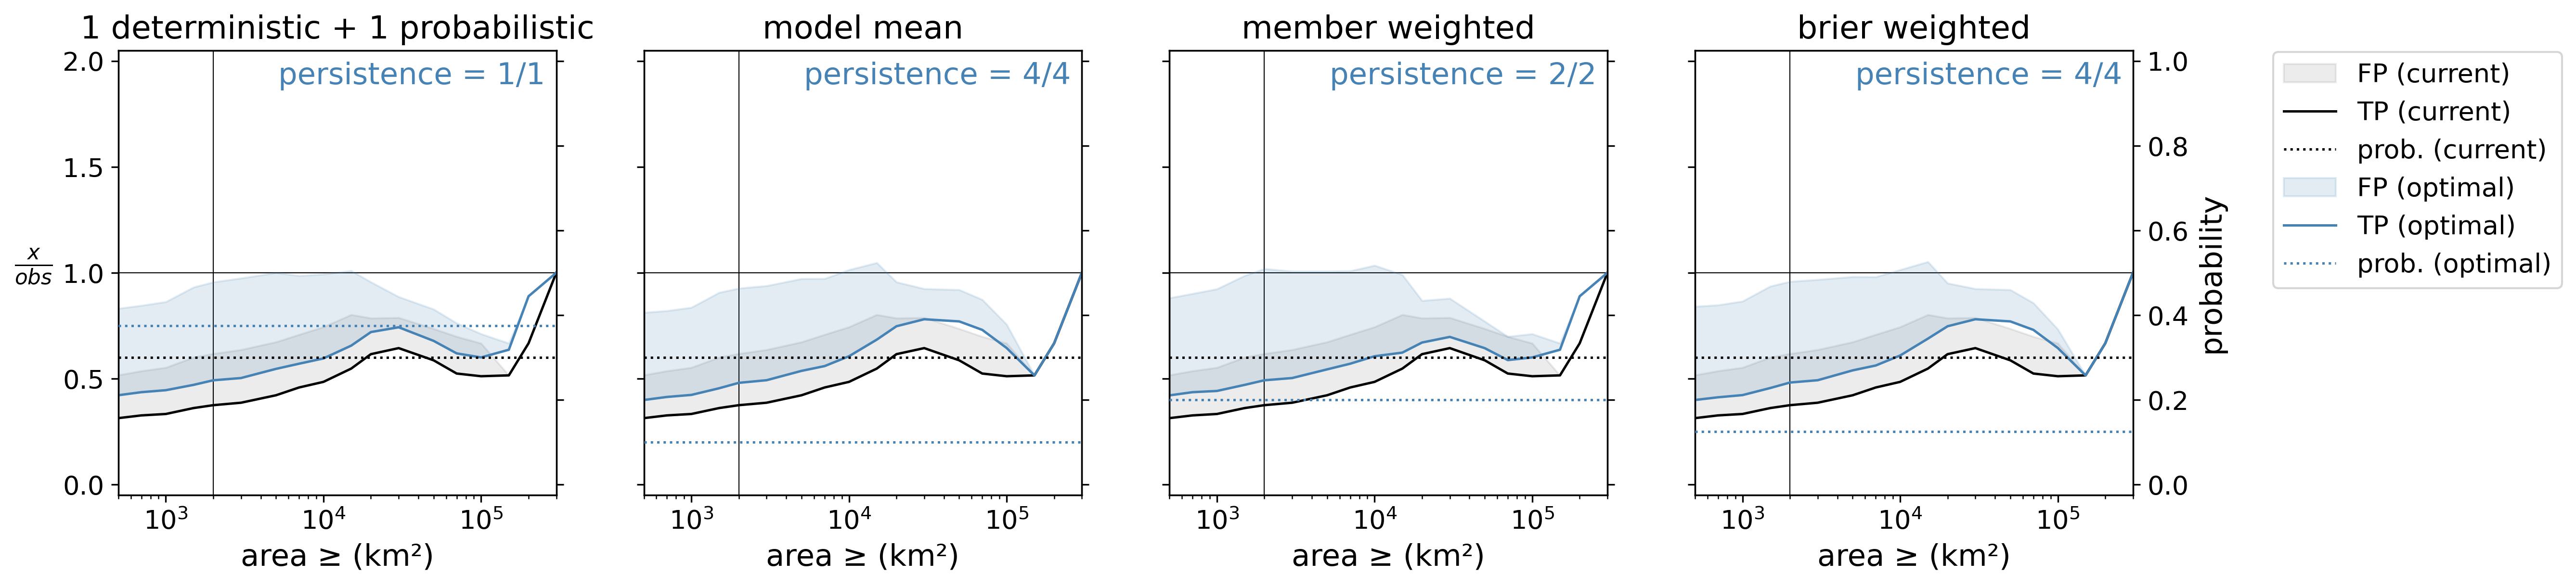 1 deterministic + 1 probabilistic
model mean
member weighted
brier weighted
persistence = 1/1
persistence = 4/4
persistence = 2/2
persistence = 4/4
2.0
1.5
1.0
0.5
0.0
x
obs
1.0
0.8
0.6
0.4
0.2
0.0
probability
10³ 10⁴ 10⁵
10³ 10⁴ 10⁵
10³ 10⁴ 10⁵
10³ 10⁴ 10⁵
area ≥ (km²)
area ≥ (km²)
area ≥ (km²)
area ≥ (km²)
FP (current)
TP (current)
prob. (current)
FP (optimal)
TP (optimal)
prob. (optimal)